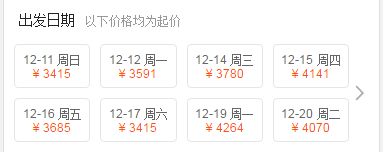 出发日期 以下价格均为起价
12-11 周日 12-12 周一 12-14 周三 12-15 周四
¥ 3415 ¥ 3591 ¥ 3780 ¥ 4141
12-16 周五 12-17 周六 12-19 周一 12-20 周二
¥ 3685 ¥ 3415 ¥ 4264 ¥ 4070